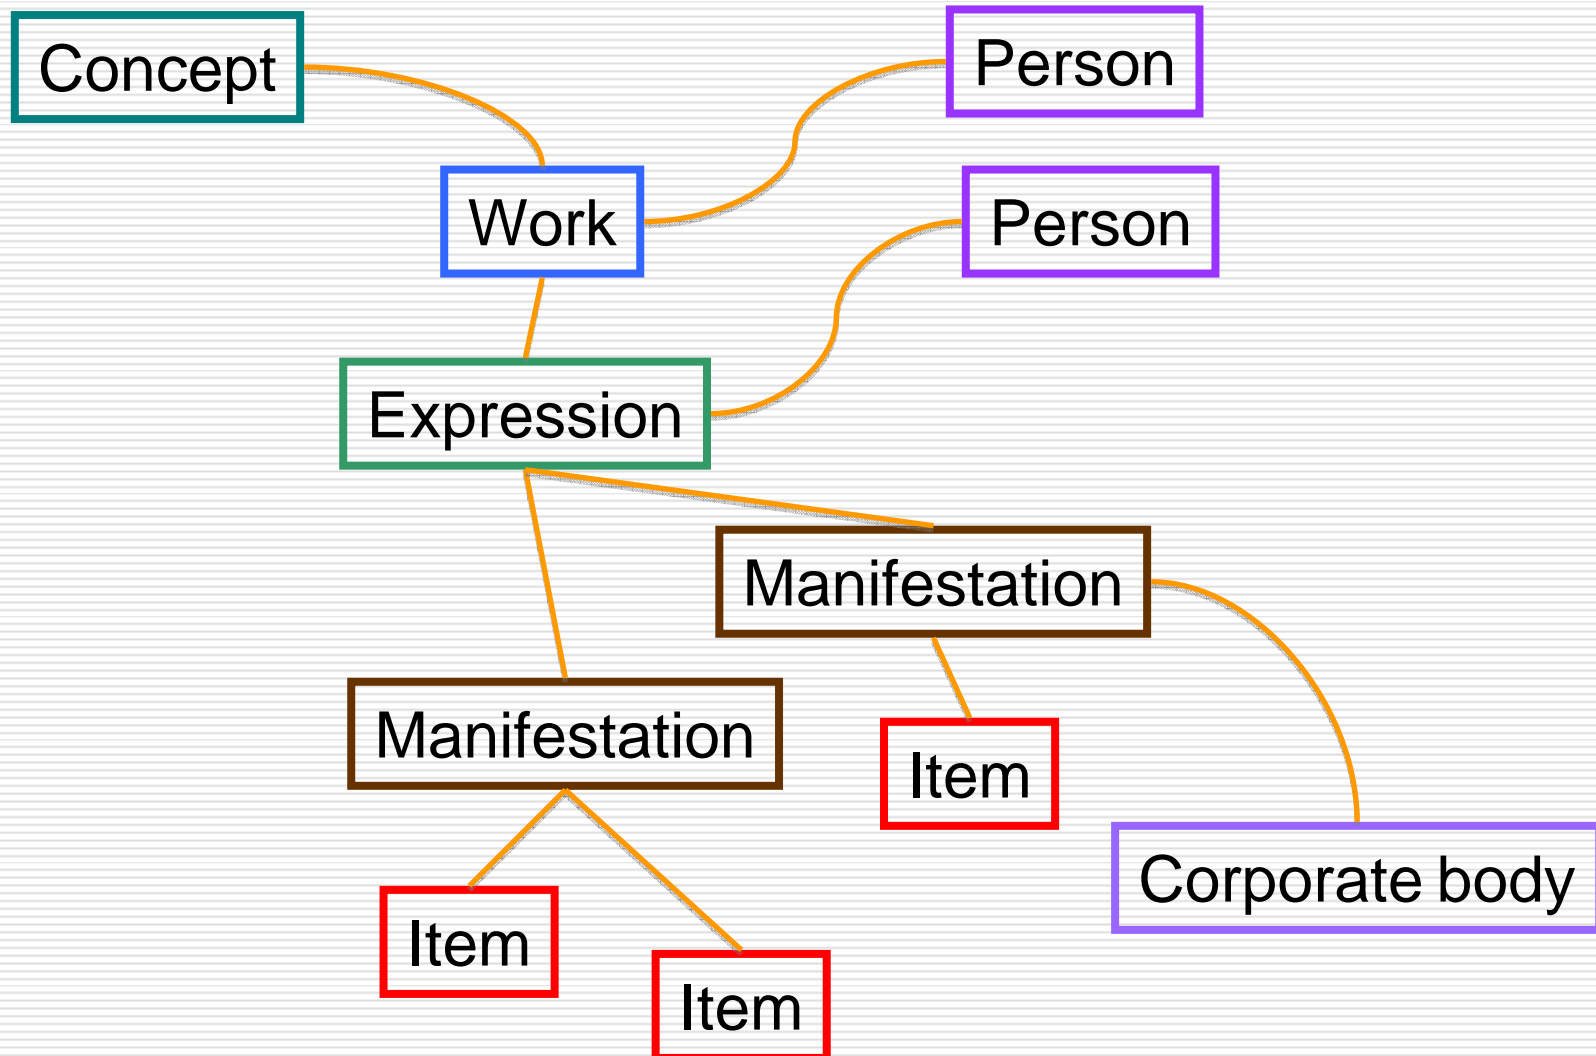 Concept
Person
Work
Person
Expression
Manifestation
Manifestation
Item
Corporate body
Item
Item